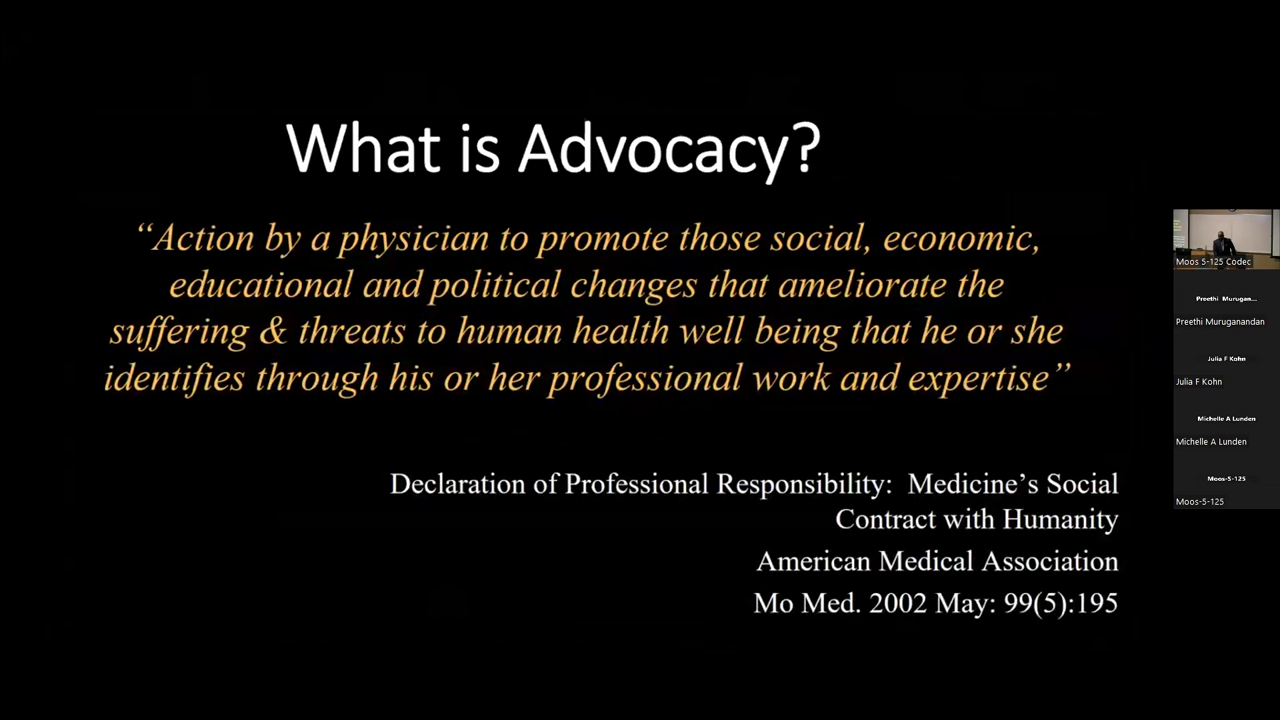 What is Advocacy?
“Action by a physician to promote those social, economic,
educational and political changes that ameliorate the
suffering & threats to human health well being that he or she
identifies through his or her professional work and expertise”
Declaration of Professional Responsibility: Medicine’s Social
Contract with Humanity
American Medical Association
Mo Med. 2002 May: 99(5):195
Moos 5-125 Codec
Preethi Murugan...
Preethi Muruganandan
Julia F Kohn
Julia F Kohn
Michelle A Lunden
Michelle A Lunden
Moos-5-125
Moos-5-125